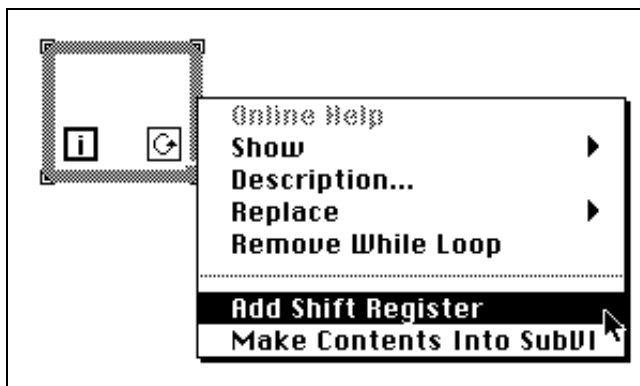 i
Online Help
Show
Description...
Replace
Remove While Loop
Add Shift Register
Make Contents Into SubVI